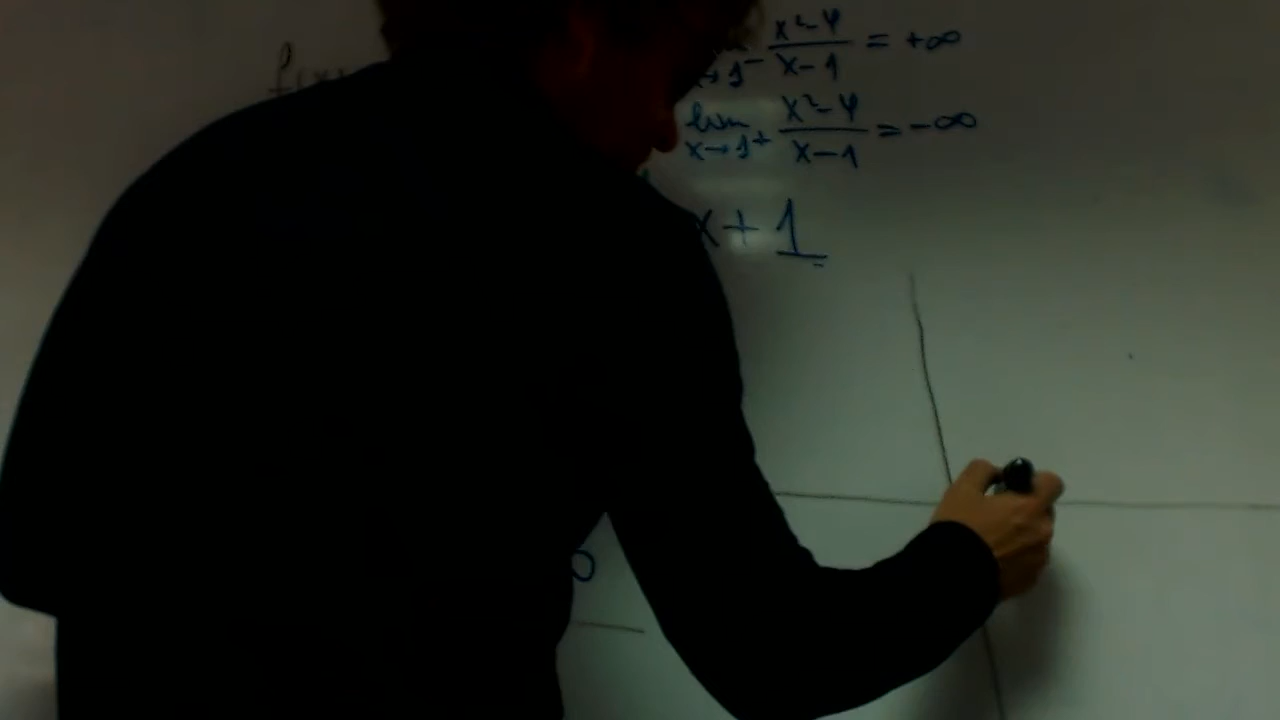 x→1⁻ x²-4/x-1 = +∞
f(x
lim x→1⁺ x²-4/x-1 = -∞
x + 1